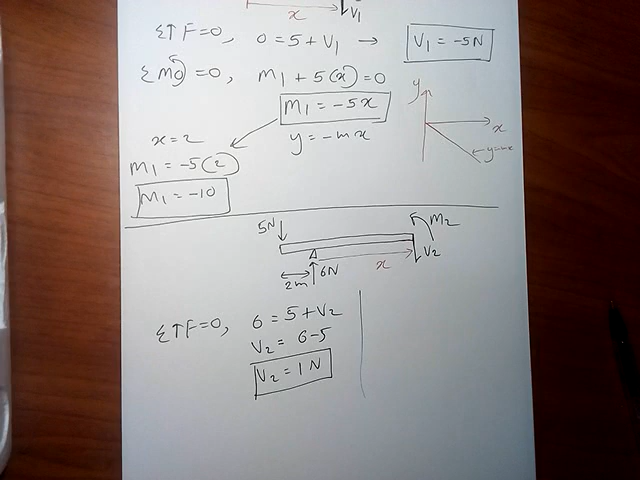 x V₁
Σ↑F=0, 0=5+V₁ → V₁ = -5N
ΣMO=0, M₁+5(x)=0
M₁ = -5x
y
x=2 y=-mx x
M₁ = -5(2) y=-mx
M₁ = -10
5N M₂
V₂
6N x
2m
Σ↑F=0, 6=5+V₂
V₂ = 6-5
V₂ = 1N